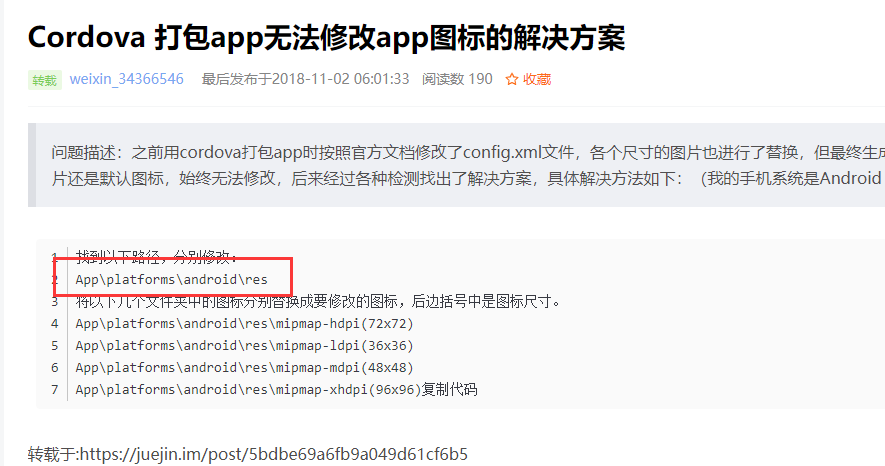 Cordova 打包app无法修改app图标的解决方案
转载 weixin_34366546 最后发布于2018-11-02 06:01:33 阅读数 190 收藏
问题描述：之前用cordova打包app时按照官方文档修改了config.xml文件，各个尺寸的图片也进行了替换，但最终生成
片还是默认图标，始终无法修改，后来经过各种检测找出了解决方案，具体解决方法如下：（我的手机系统是Android
1 找到以下路径，分别修改：
2 App\platforms\android\res
3 将以下几个文件夹中的图标分别替换成要修改的图标，后边括号中是图标尺寸。
4 App\platforms\android\res\mipmap-hdpi(72x72)
5 App\platforms\android\res\mipmap-ldpi(36x36)
6 App\platforms\android\res\mipmap-mdpi(48x48)
7 App\platforms\android\res\mipmap-xhdpi(96x96)复制代码
转载于:https://juejin.im/post/5bdbe69a6fb9a049d61cf6b5